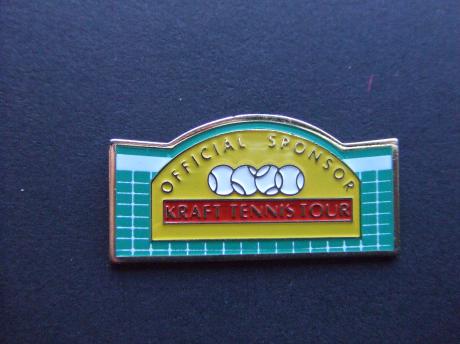 OFFICIAL SPONSOR
KRAFT TENNIS TOUR